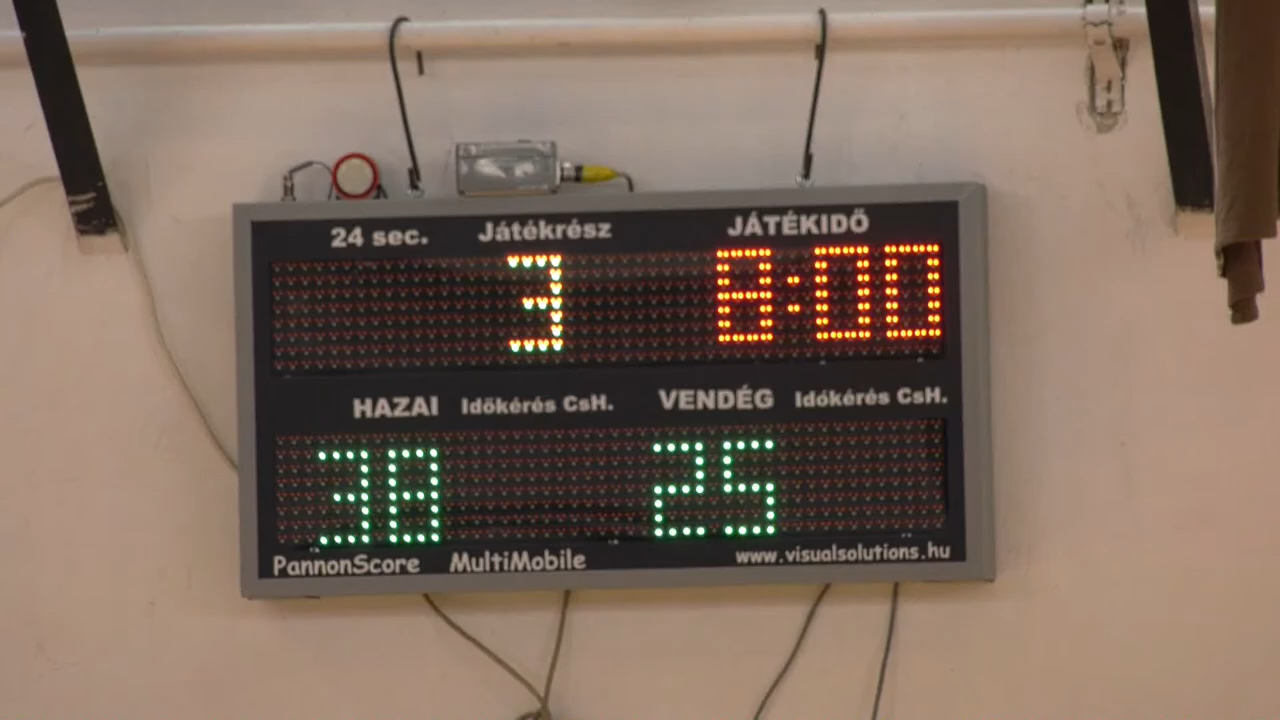 24 sec. Játékrész JÁTÉKIDŐ
3 8:00
HAZAI Időkérés CsH. VENDÉG Időkérés CsH.
38 25
PannonScore MultiMobile www.visualsolutions.hu